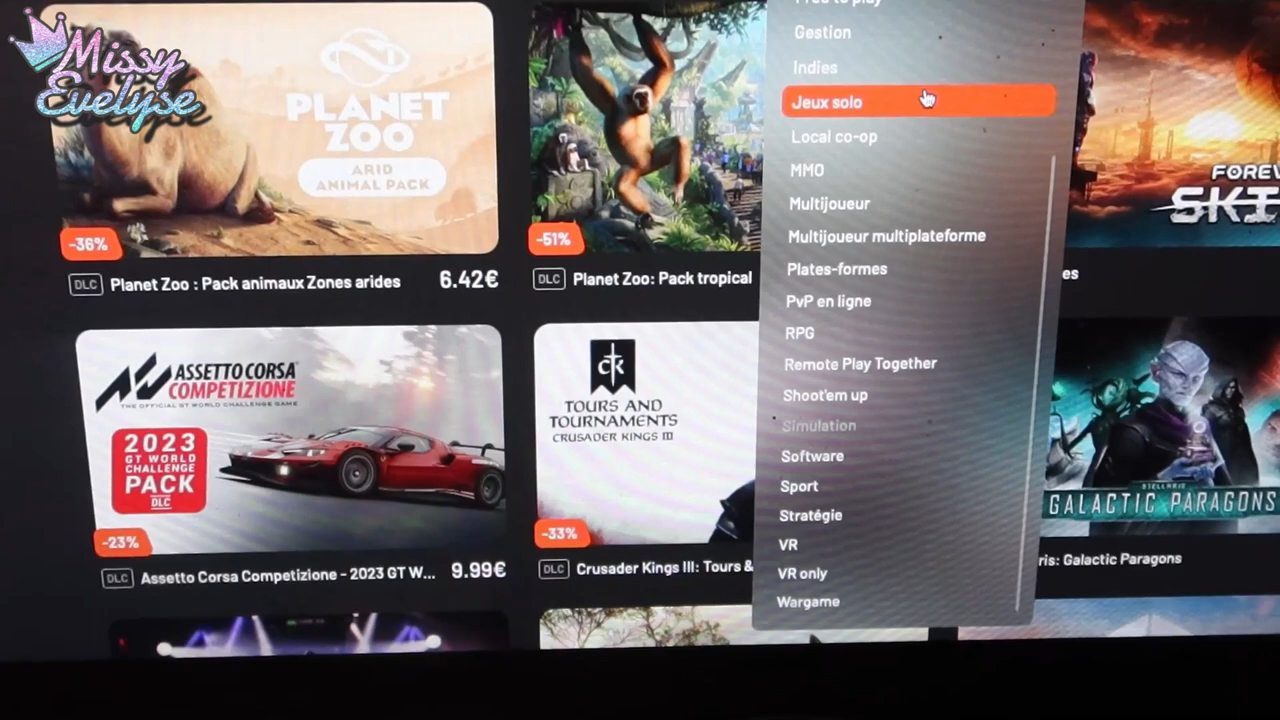 Missy
Evelyse
PLANET
ZOO
ARID
ANIMAL PACK
-36%
DLC Planet Zoo : Pack animaux Zones arides 6.42€
-51%
DLC Planet Zoo: Pack tropical
Gestion
Indies
Jeux solo
Local co-op
MMO
Multijoueur
Multijoueur multiplateforme
Plates-formes
PvP en ligne
RPG
Remote Play Together
Shoot'em up
Simulation
Software
Sport
Stratégie
VR
VR only
Wargame
ASSETTO CORSA
COMPETIZIONE
THE OFFICIAL GT WORLD CHALLENGE GAME
2023
GT WORLD
CHALLENGE
PACK
DLC
-23%
DLC Assetto Corsa Competizione - 2023 GT W... 9.99€
ck
TOURS AND
TOURNAMENTS
CRUSADER KINGS III
-33%
DLC Crusader Kings III: Tours &
STELLARIS
GALACTIC PARAGONS
ris: Galactic Paragons